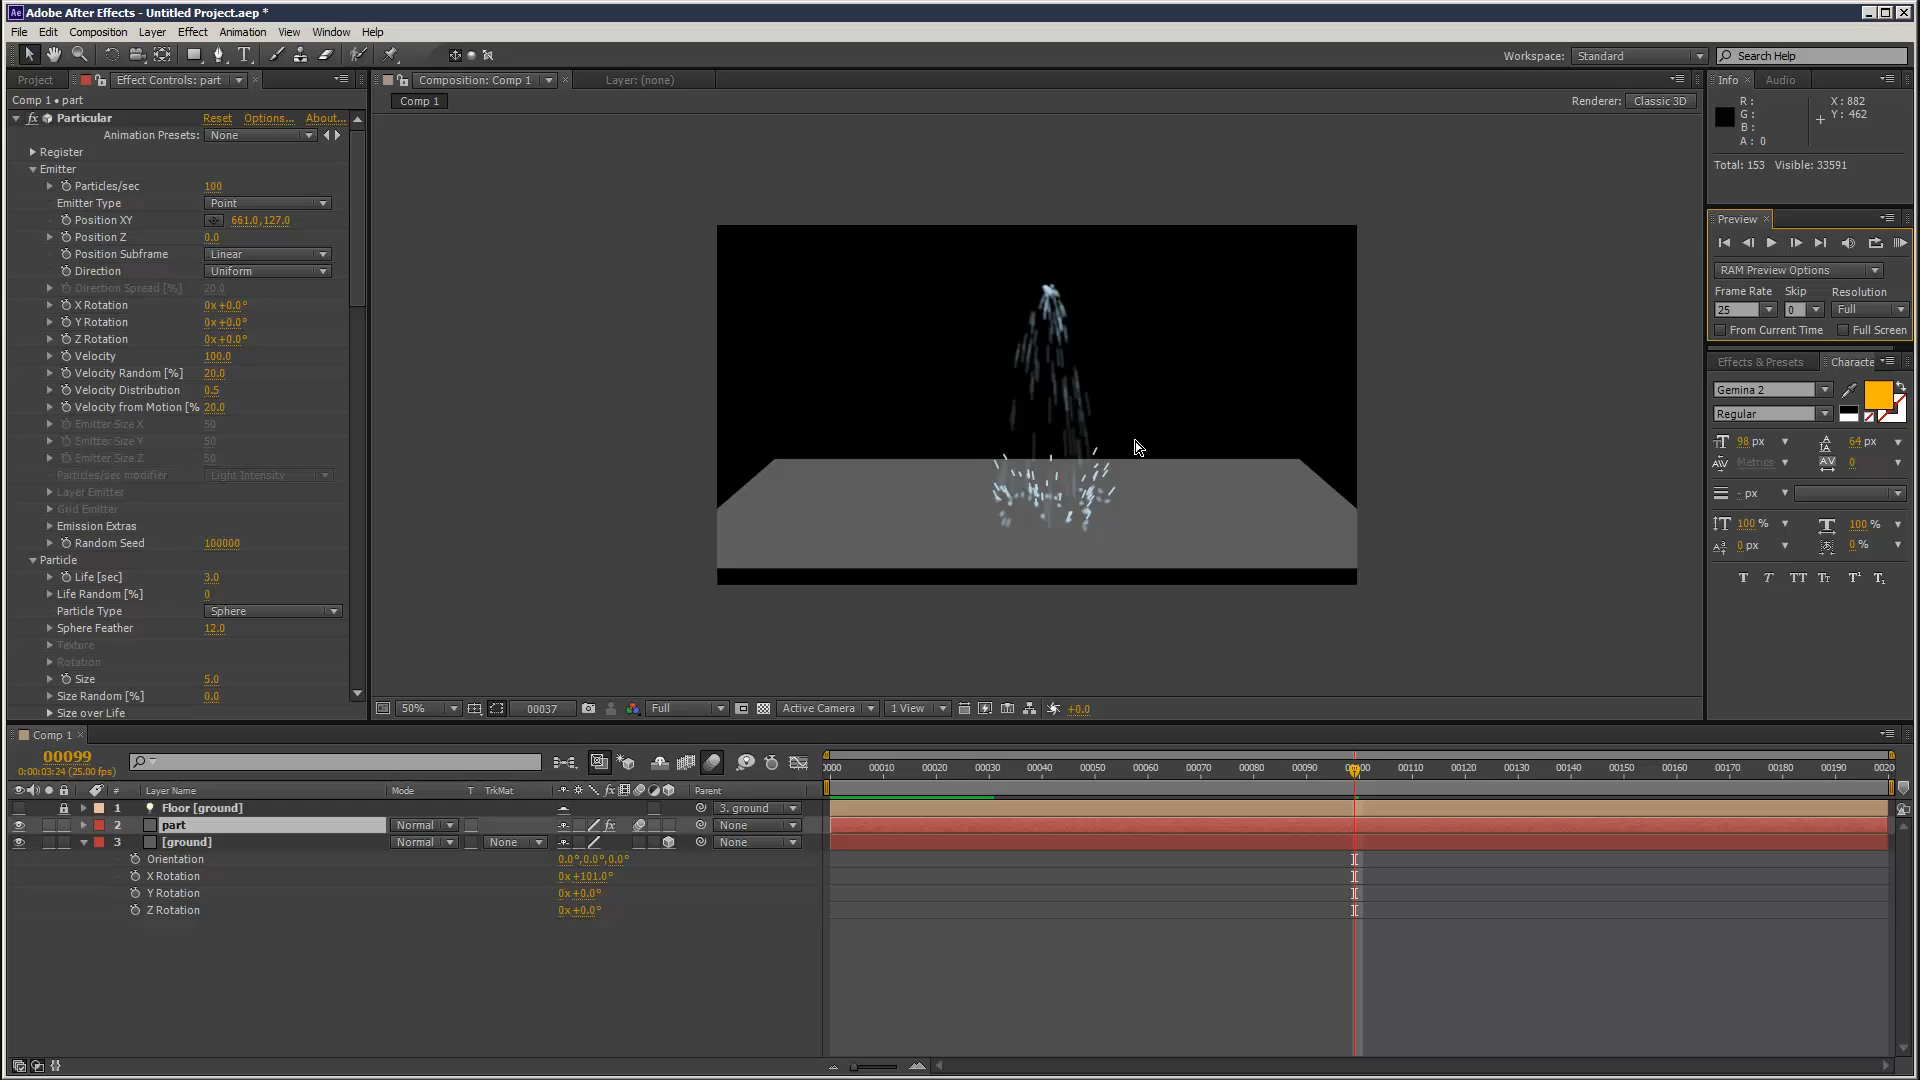 Ae Adobe After Effects - Untitled Project.aep *
File Edit Composition Layer Effect Animation View Window Help
Workspace: Standard Search Help
Project Effect Controls: part Composition: Comp 1 Layer: (none) Info Audio
Comp 1 • part
Comp 1 Renderer: Classic 3D
R: X: 882
G: Y: 462
B:
A: 0
fx Particular Reset Options... About...
Animation Presets: None
Register
Total: 153 Visible: 33591
Emitter
Particles/sec 100
Emitter Type Point
Position XY 661.0,127.0
Position Z 0.0
Position Subframe Linear
Direction Uniform
Direction Spread [%] 20.0
X Rotation 0x+0.0°
Y Rotation 0x+0.0°
Z Rotation 0x+0.0°
Velocity 100.0
Velocity Random [%] 20.0
Velocity Distribution 0.5
Velocity from Motion [% 20.0
Emitter Size X 50
Emitter Size Y 50
Emitter Size Z 50
Particles/sec modifier Light Intensity
Layer Emitter
Grid Emitter
Emission Extras
Random Seed 100000
Particle
Life [sec] 3.0
Life Random [%] 0
Particle Type Sphere
Sphere Feather 12.0
Texture
Rotation
Size 5.0
Size Random [%] 0.0
Size over Life
Preview
RAM Preview Options
Frame Rate Skip Resolution
25 0 Full
From Current Time Full Screen
Effects & Presets Characte
Gemina 2
Regular
98 px 64 px
Metrics 0
- px
100 % 100 %
0 px 0 %
T T TT Tt T¹ T₁
50% 00037 Full Active Camera 1 View +0.0
Comp 1
00099
0:00:03:24 (25.00 fps)
0000 00010 00020 00030 00040 00050 00060 00070 00080 00090 00100 00110 00120 00130 00140 00150 00160 00170 00180 00190 0020
# Layer Name Mode T TrkMat Parent
1 Floor [ground] 3. ground
2 part Normal fx None
3 [ground] Normal None None
Orientation 0.0°,0.0°,0.0°
X Rotation 0x+101.0°
Y Rotation 0x+0.0°
Z Rotation 0x+0.0°